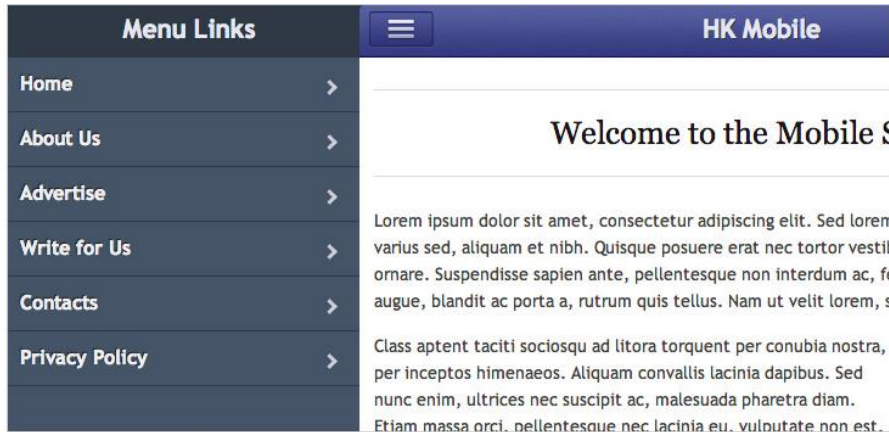 Menu Links
Home
About Us
Advertise
Write for Us
Contacts
Privacy Policy
HK Mobile
Welcome to the Mobile
Lorem ipsum dolor sit amet, consectetur adipiscing elit. Sed lorem
varius sed, aliquam et nibh. Quisque posuere erat nec tortor
ornare. Suspendisse sapien ante, pellentesque non interdum ac,
augue, blandit ac porta a, rutrum quis tellus. Nam ut velit lorem,
Class aptent taciti sociosqu ad litora torquent per conubia nostra,
per inceptos himenaeos. Aliquam convallis lacinia dapibus. Sed
nunc enim, ultrices nec suscipit ac, malesuada pharetra diam.
Etiam massa orci, pellentesque nec lacinia eu, vulputate non est.